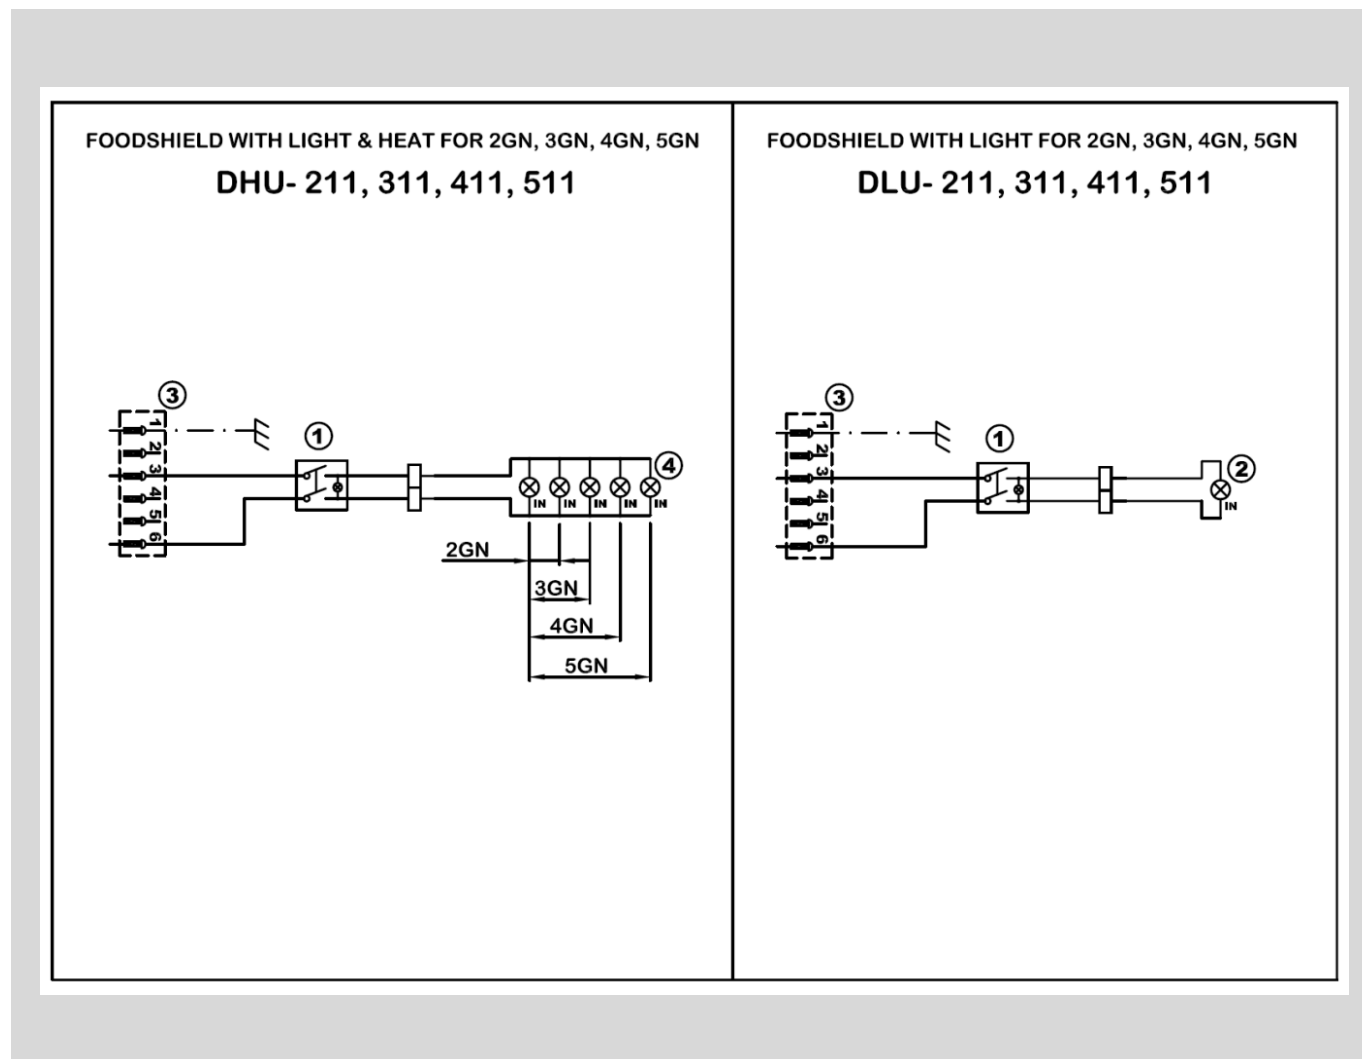 FOODSHIELD WITH LIGHT & HEAT FOR 2GN, 3GN, 4GN, 5GN
DHU- 211, 311, 411, 511
3
1
2
3
4
5
6
1
4
IN
IN
IN
IN
IN
2GN
3GN
4GN
5GN
FOODSHIELD WITH LIGHT FOR 2GN, 3GN, 4GN, 5GN
DLU- 211, 311, 411, 511
3
1
2
3
4
5
6
1
2
IN